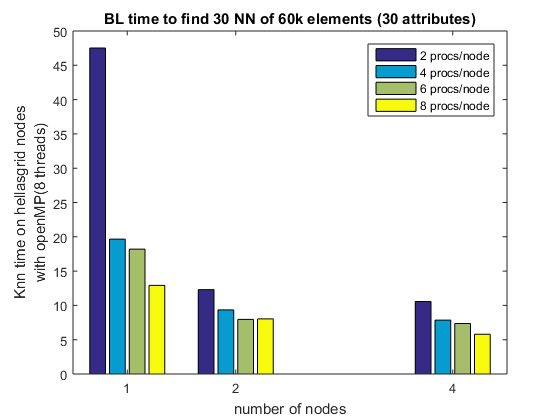 BL time to find 30 NN of 60k elements (30 attributes)
Knn time on hellasgrid nodes
with openMP(8 threads)
50
45
40
35
30
25
20
15
10
5
0
2 procs/node
4 procs/node
6 procs/node
8 procs/node
1
2
4
number of nodes